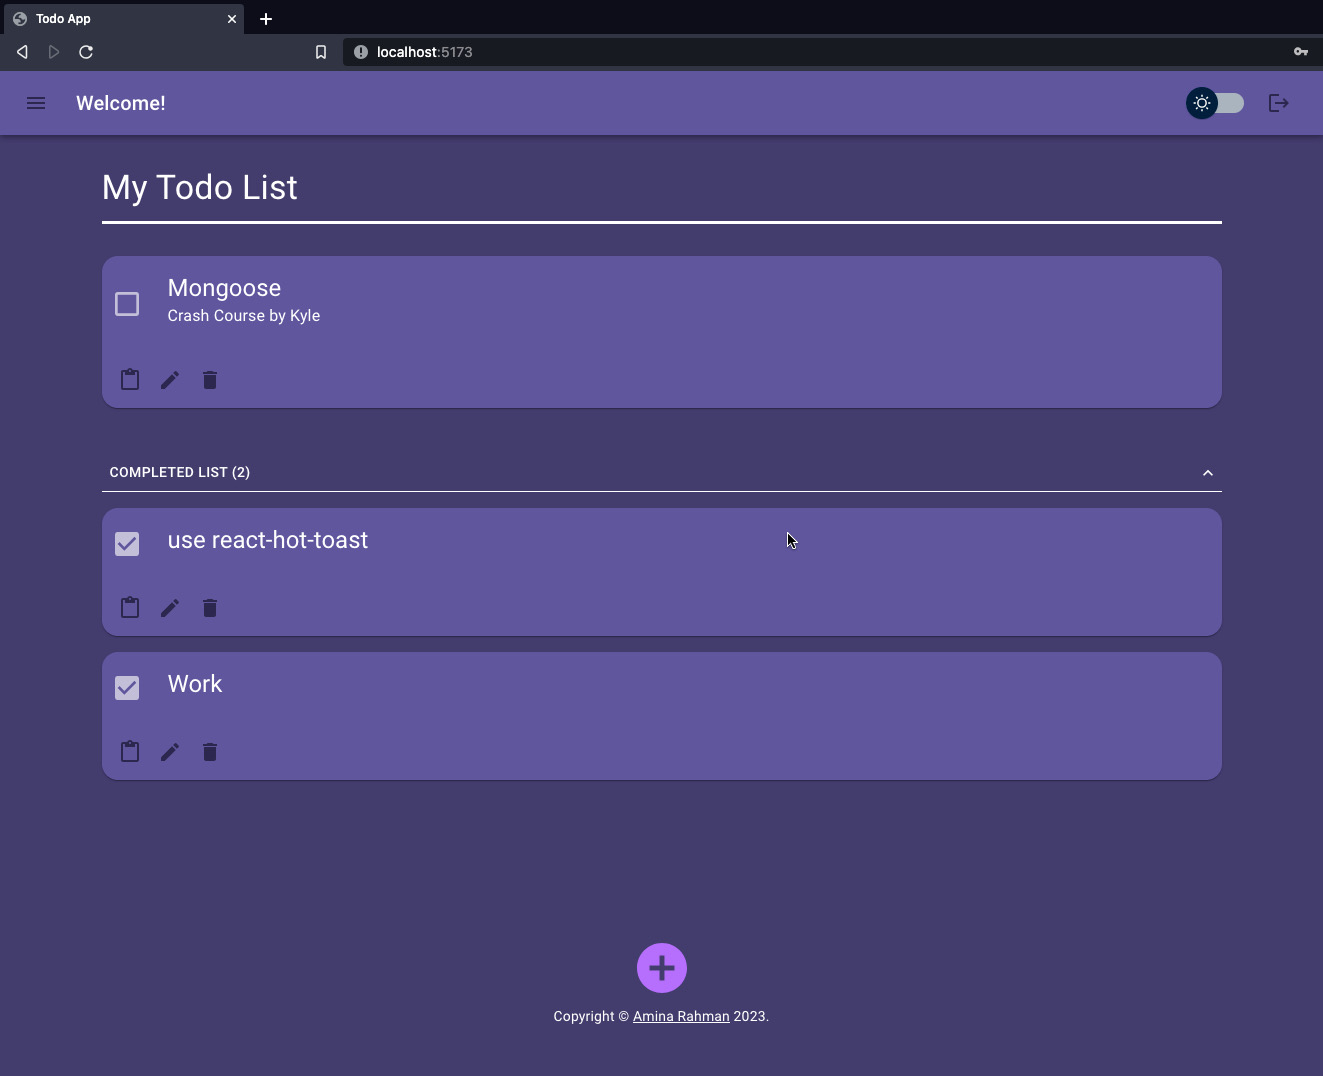 Todo App
localhost:5173
Welcome!
My Todo List
Mongoose
Crash Course by Kyle
COMPLETED LIST (2)
use react-hot-toast
Work
Copyright © Amina Rahman 2023.